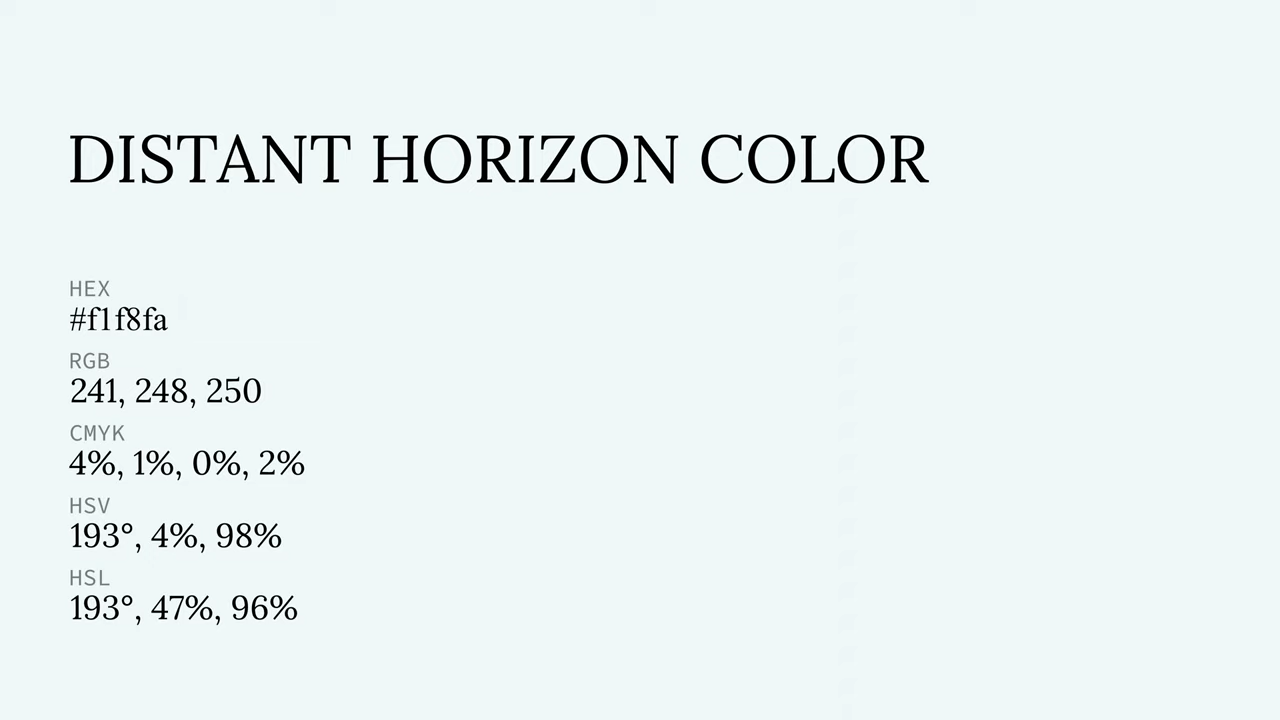 DISTANT HORIZON COLOR
HEX
#f1f8fa
RGB
241, 248, 250
CMYK
4%, 1%, 0%, 2%
HSV
193°, 4%, 98%
HSL
193°, 47%, 96%